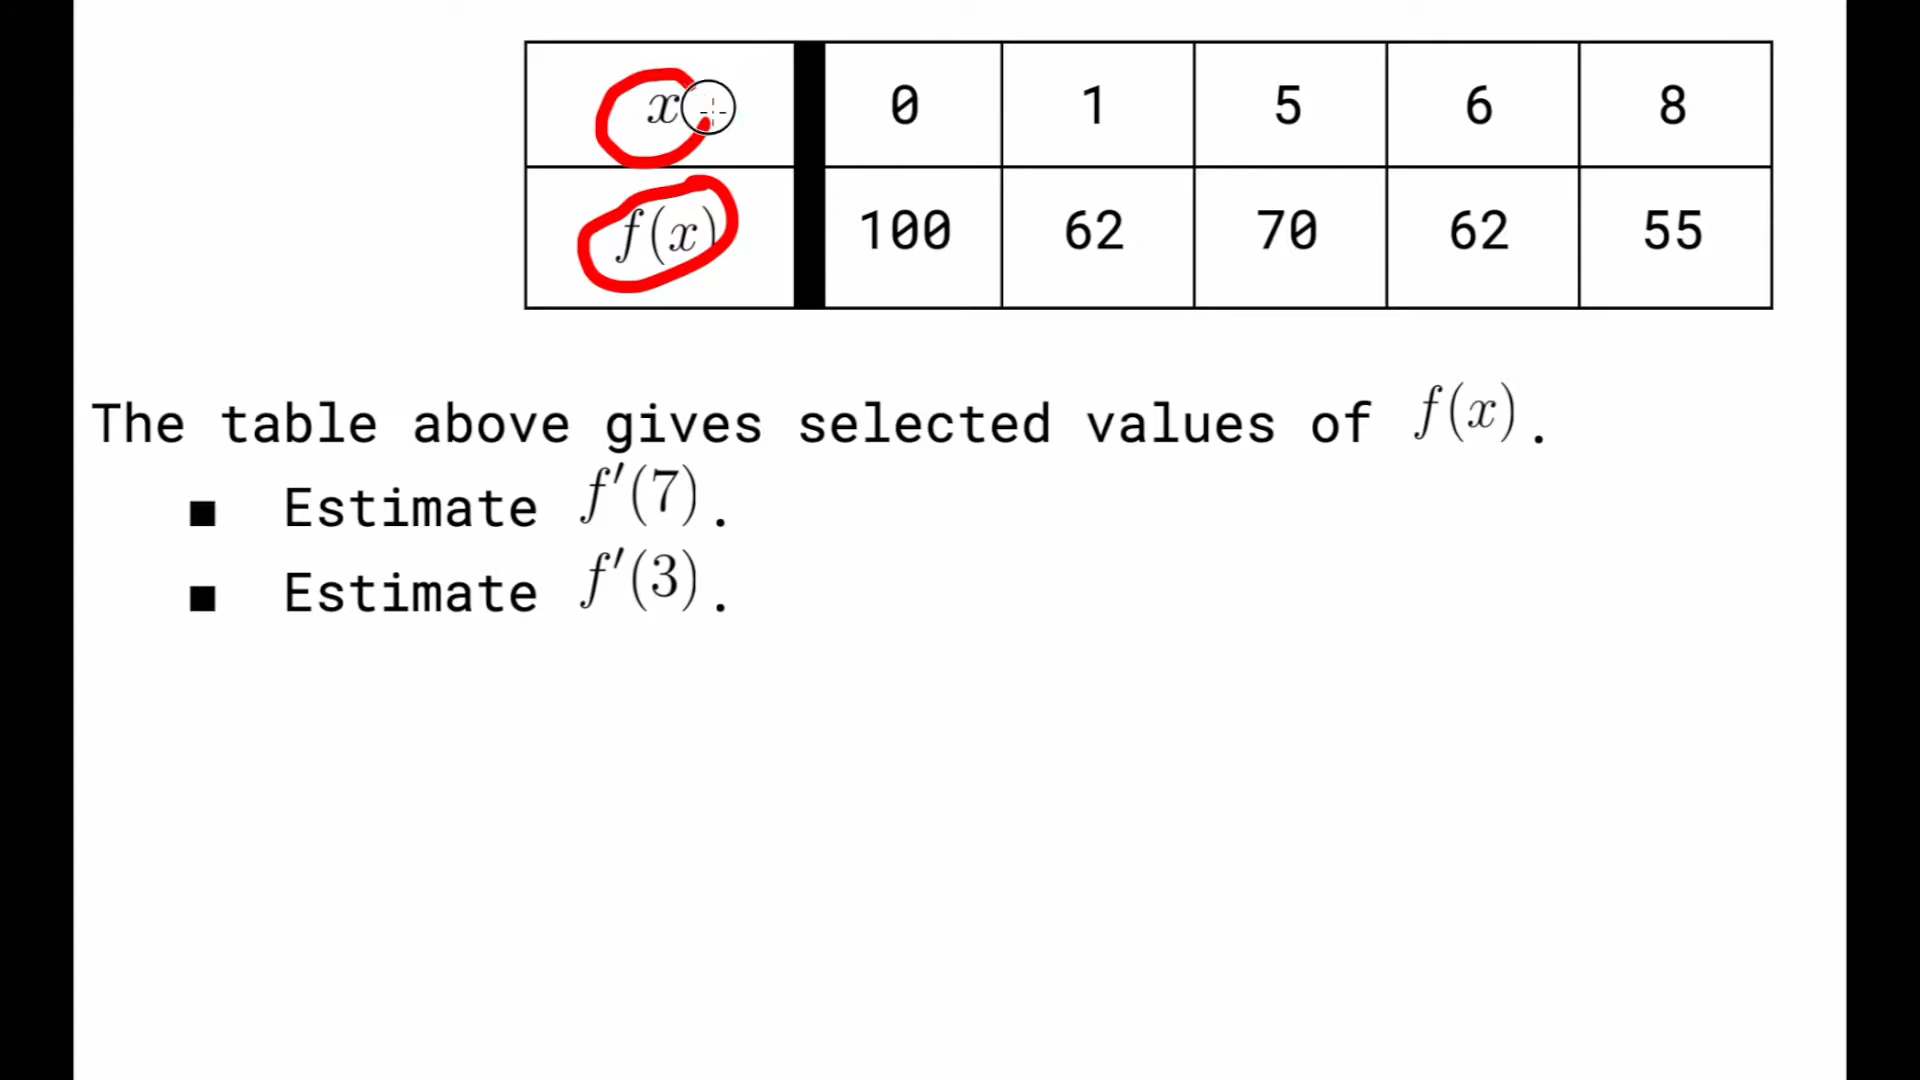 x 0 1 5 6 8
f(x) 100 62 70 62 55
The table above gives selected values of f(x).
■ Estimate f′(7).
■ Estimate f′(3).